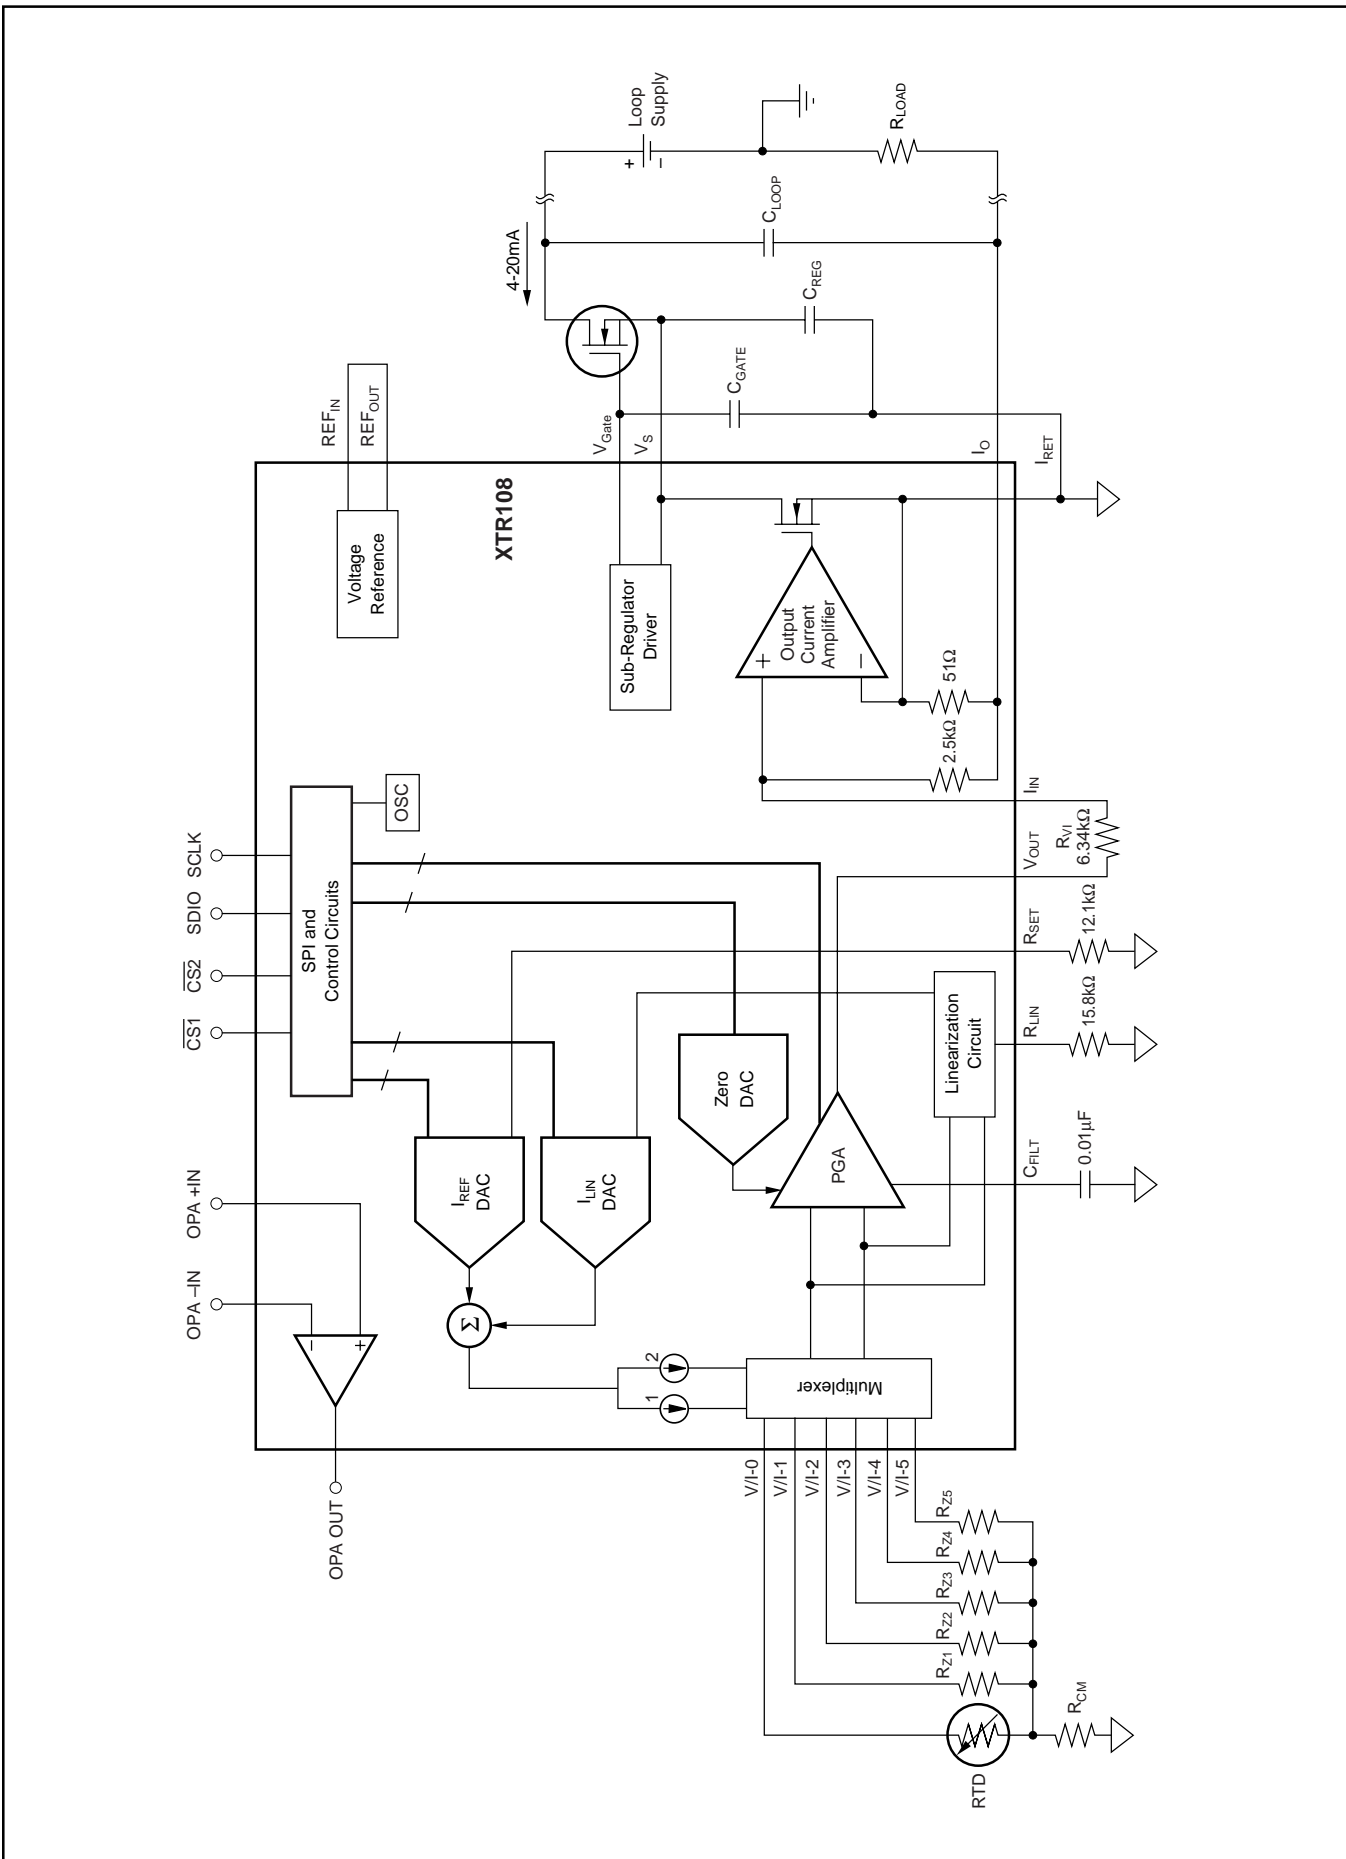 SCLK
SDIO
CS2
CS1
OPA +IN
OPA –IN
OPA OUT
SPI and
Control Circuits
OSC
Voltage
Reference
REF_IN
REF_OUT
XTR108
Sub-Regulator
Driver
V_Gate
V_S
4-20mA
+
–
Loop
Supply
C_GATE
C_REG
C_LOOP
R_LOAD
I_O
I_RET
+
–
Output
Current
Amplifier
51Ω
2.5kΩ
I_IN
V_OUT
R_VI
6.34kΩ
R_SET
12.1kΩ
R_LIN
15.8kΩ
C_FILT
0.01µF
Linearization
Circuit
Zero
DAC
PGA
I_REF
DAC
I_LIN
DAC
Σ
–
+
1
2
Multiplexer
V/I-0
V/I-1
V/I-2
V/I-3
V/I-4
V/I-5
R_Z5
R_Z4
R_Z3
R_Z2
R_Z1
RTD
R_CM